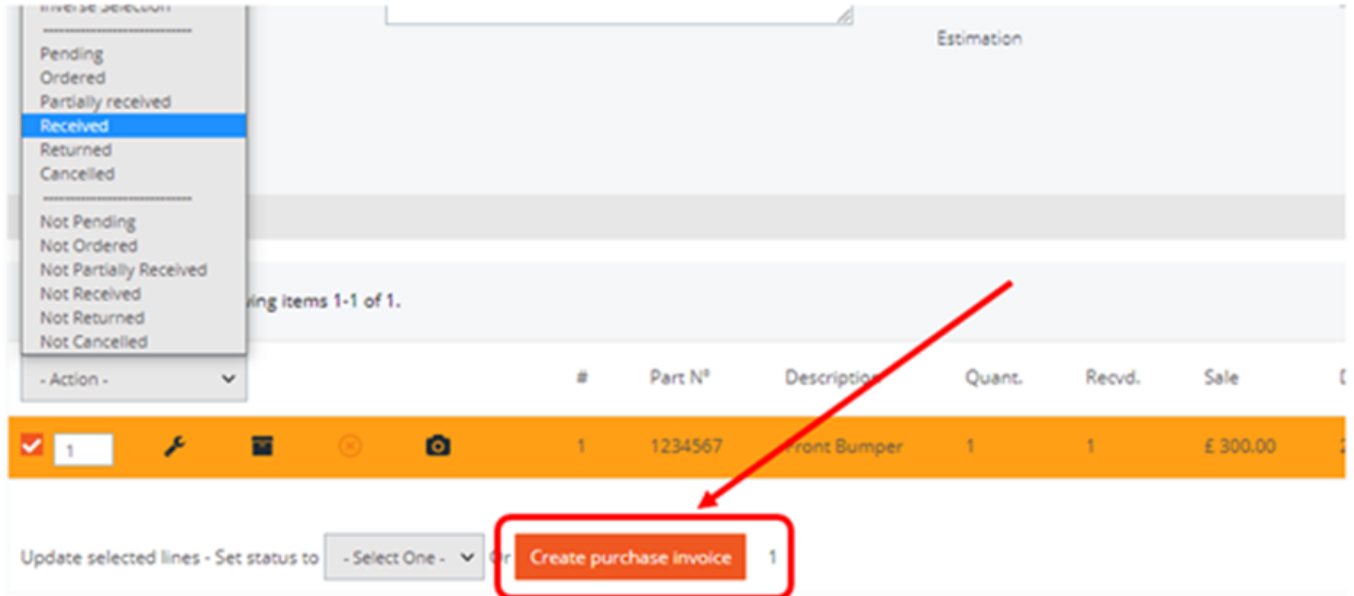 Inverse Selection
Estimation
Pending
Ordered
Partially received
Received
Returned
Cancelled
Not Pending
Not Ordered
Not Partially Received
Not Received
Not Returned
Not Cancelled
items 1-1 of 1.
- Action -
# Part Nº Description Quant. Recvd. Sale
1 1 1234567 Front Bumper 1 1 £ 300.00
Update selected lines - Set status to - Select One - Or Create purchase invoice 1